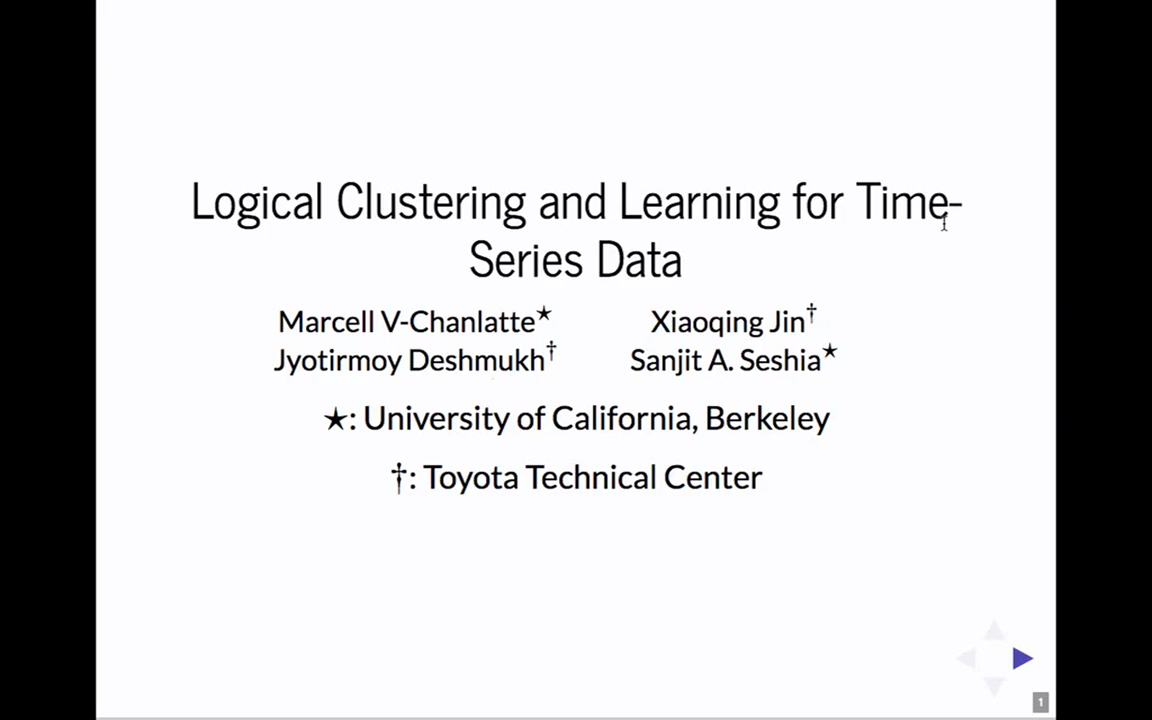 Logical Clustering and Learning for Time-
Series Data
Marcell V-Chanlatte★ Xiaoqing Jin†
Jyotirmoy Deshmukh† Sanjit A. Seshia★
★: University of California, Berkeley
†: Toyota Technical Center
1